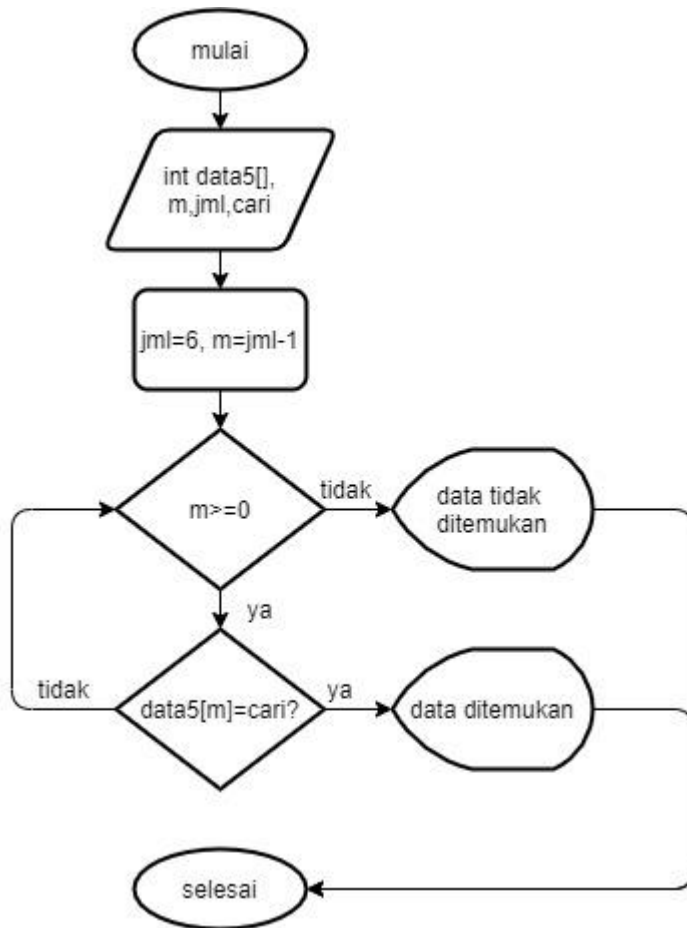 mulai
int data5[],
m,jml,cari
jml=6, m=jml-1
m>=0
tidak
data tidak
ditemukan
ya
tidak
data5[m]=cari?
ya
data ditemukan
selesai